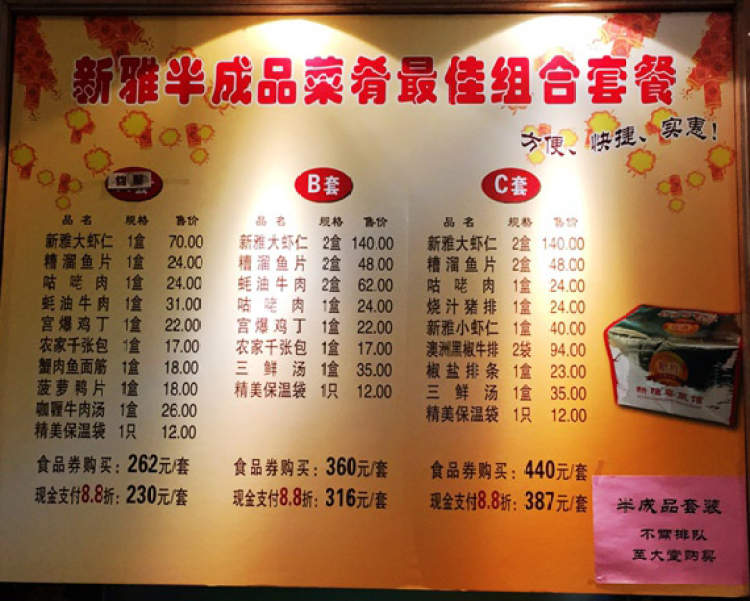 新雅半成品菜肴最佳组合套餐
方便、快捷、实惠!
品名 规格 售价
新雅大虾仁 1盒 70.00
糟溜鱼片 1盒 24.00
咕咾肉 1盒 24.00
蚝油牛肉 1盒 31.00
宫爆鸡丁 1盒 22.00
农家千张包 1盒 17.00
蟹肉鱼面筋 1盒 18.00
菠萝鸭片 1盒 18.00
咖喱牛肉汤 1盒 26.00
精美保温袋 1只 12.00
食品券购买:262元/套
现金支付8.8折:230元/套
B套
品名 规格 售价
新雅大虾仁 2盒 140.00
糟溜鱼片 2盒 48.00
蚝油牛肉 2盒 62.00
咕咾肉 1盒 24.00
宫爆鸡丁 1盒 22.00
农家千张包 1盒 17.00
三鲜汤 1盒 35.00
精美保温袋 1只 12.00
食品券购买:360元/套
现金支付8.8折:316元/套
C套
品名 规格 售价
新雅大虾仁 2盒 140.00
糟溜鱼片 2盒 48.00
咕咾肉 1盒 24.00
烧汁猪排 1盒 24.00
新雅小虾仁 1盒 40.00
澳洲黑椒牛排 2袋 94.00
椒盐排条 1盒 23.00
三鲜汤 1盒 35.00
精美保温袋 1只 12.00
食品券购买:440元/套
现金支付8.8折:387元/套
新雅粤菜馆
半成品套装
不需排队
至大堂购买